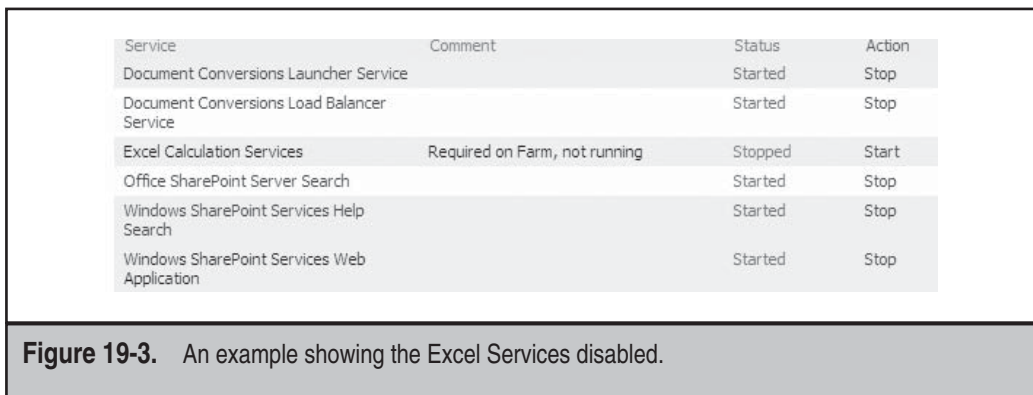 Service Comment Status Action
Document Conversions Launcher Service Started Stop
Document Conversions Load Balancer Started Stop
Service
Excel Calculation Services Required on Farm, not running Stopped Start
Office SharePoint Server Search Started Stop
Windows SharePoint Services Help Started Stop
Search
Windows SharePoint Services Web Started Stop
Application
Figure 19-3. An example showing the Excel Services disabled.